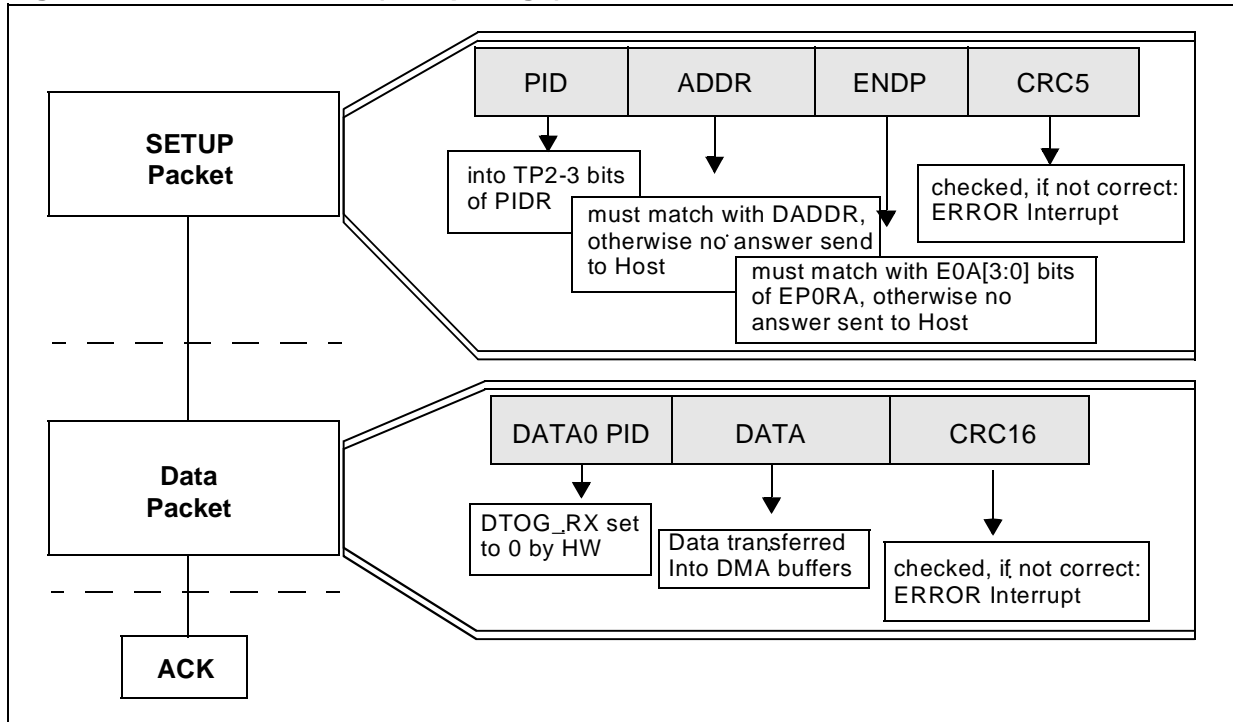 SETUP
Packet
PID
ADDR
ENDP
CRC5
into TP2-3 bits
of PIDR
must match with DADDR,
otherwise no answer send
to Host
must match with E0A[3:0] bits
of EP0RA, otherwise no
answer sent to Host
checked, if not correct:
ERROR Interrupt
Data
Packet
DATA0 PID
DATA
CRC16
DTOG_RX set
to 0 by HW
Data transferred
Into DMA buffers
checked, if not correct:
ERROR Interrupt
ACK